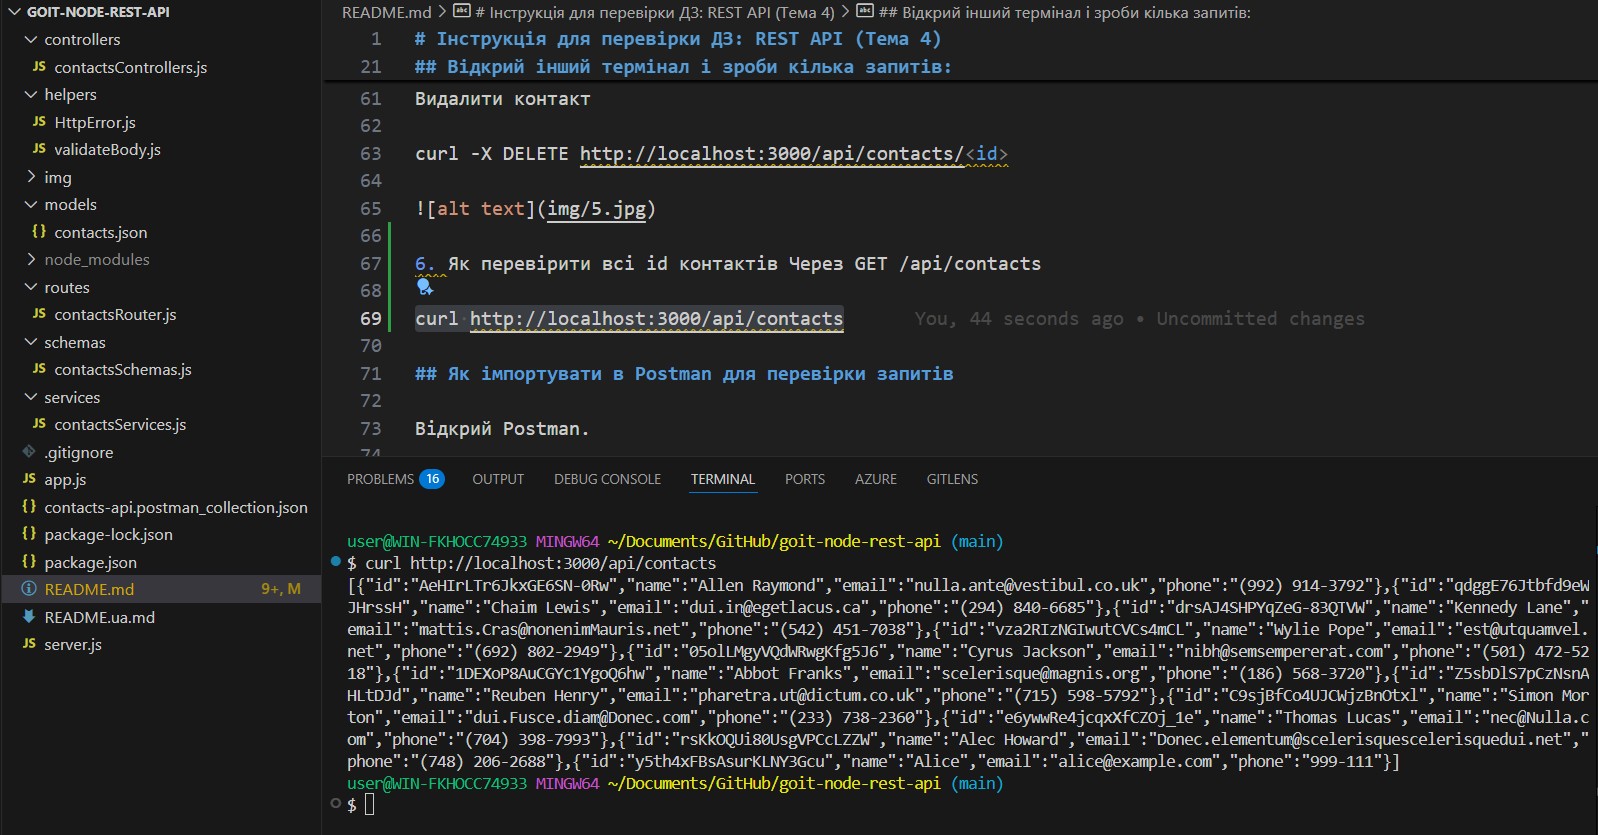 GOIT-NODE-REST-API
controllers
JS contactsControllers.js
helpers
JS HttpError.js
JS validateBody.js
img
models
{} contacts.json
node_modules
routes
JS contactsRouter.js
schemas
JS contactsSchemas.js
services
JS contactsServices.js
.gitignore
JS app.js
{} contacts-api.postman_collection.json
{} package-lock.json
{} package.json
README.md 9+, M
README.ua.md
JS server.js
README.md > # Інструкція для перевірки ДЗ: REST API (Тема 4) > ## Відкрий інший термінал і зроби кілька запитів:
1 # Інструкція для перевірки ДЗ: REST API (Тема 4)
21 ## Відкрий інший термінал і зроби кілька запитів:
61 Видалити контакт
62
63 curl -X DELETE http://localhost:3000/api/contacts/<id>
64
65 ![alt text](img/5.jpg)
66
67 6. Як перевірити всі id контактів Через GET /api/contacts
68
69 curl http://localhost:3000/api/contacts You, 44 seconds ago • Uncommitted changes
70
71 ## Як імпортувати в Postman для перевірки запитів
72
73 Відкрий Postman.
74
PROBLEMS 16 OUTPUT DEBUG CONSOLE TERMINAL PORTS AZURE GITLENS
user@WIN-FKHOCC74933 MINGW64 ~/Documents/GitHub/goit-node-rest-api (main)
$ curl http://localhost:3000/api/contacts
[{"id":"AeHIrLTr6JkxGE6SN-0Rw","name":"Allen Raymond","email":"nulla.ante@vestibul.co.uk","phone":"(992) 914-3792"},{"id":"qdggE76Jtbfd9eW
JHrssH","name":"Chaim Lewis","email":"dui.in@egetlacus.ca","phone":"(294) 840-6685"},{"id":"drsAJ4SHPYqZeG-83QTVW","name":"Kennedy Lane","
email":"mattis.Cras@nonenimMauris.net","phone":"(542) 451-7038"},{"id":"vza2RIzNGIwutCVCs4mCL","name":"Wylie Pope","email":"est@utquamvel.
net","phone":"(692) 802-2949"},{"id":"05olLMgyVQdWRwgKfg5J6","name":"Cyrus Jackson","email":"nibh@semsempererat.com","phone":"(501) 472-52
18"},{"id":"1DEXoP8AuCGYc1YgoQ6hw","name":"Abbot Franks","email":"scelerisque@magnis.org","phone":"(186) 568-3720"},{"id":"Z5sbDlS7pCzNsnA
HLtDJd","name":"Reuben Henry","email":"pharetra.ut@dictum.co.uk","phone":"(715) 598-5792"},{"id":"C9sjBfCo4UJCWjzBnOtxl","name":"Simon Mor
ton","email":"dui.Fusce.diam@Donec.com","phone":"(233) 738-2360"},{"id":"e6ywwRe4jcqxXfCZOj_1e","name":"Thomas Lucas","email":"nec@Nulla.c
om","phone":"(704) 398-7993"},{"id":"rsKkOQUi80UsgVPCcLZZW","name":"Alec Howard","email":"Donec.elementum@scelerisquescelerisquedui.net","
phone":"(748) 206-2688"},{"id":"y5th4xFBsAsurKLNY3Gcu","name":"Alice","email":"alice@example.com","phone":"999-111"}]
user@WIN-FKHOCC74933 MINGW64 ~/Documents/GitHub/goit-node-rest-api (main)
$